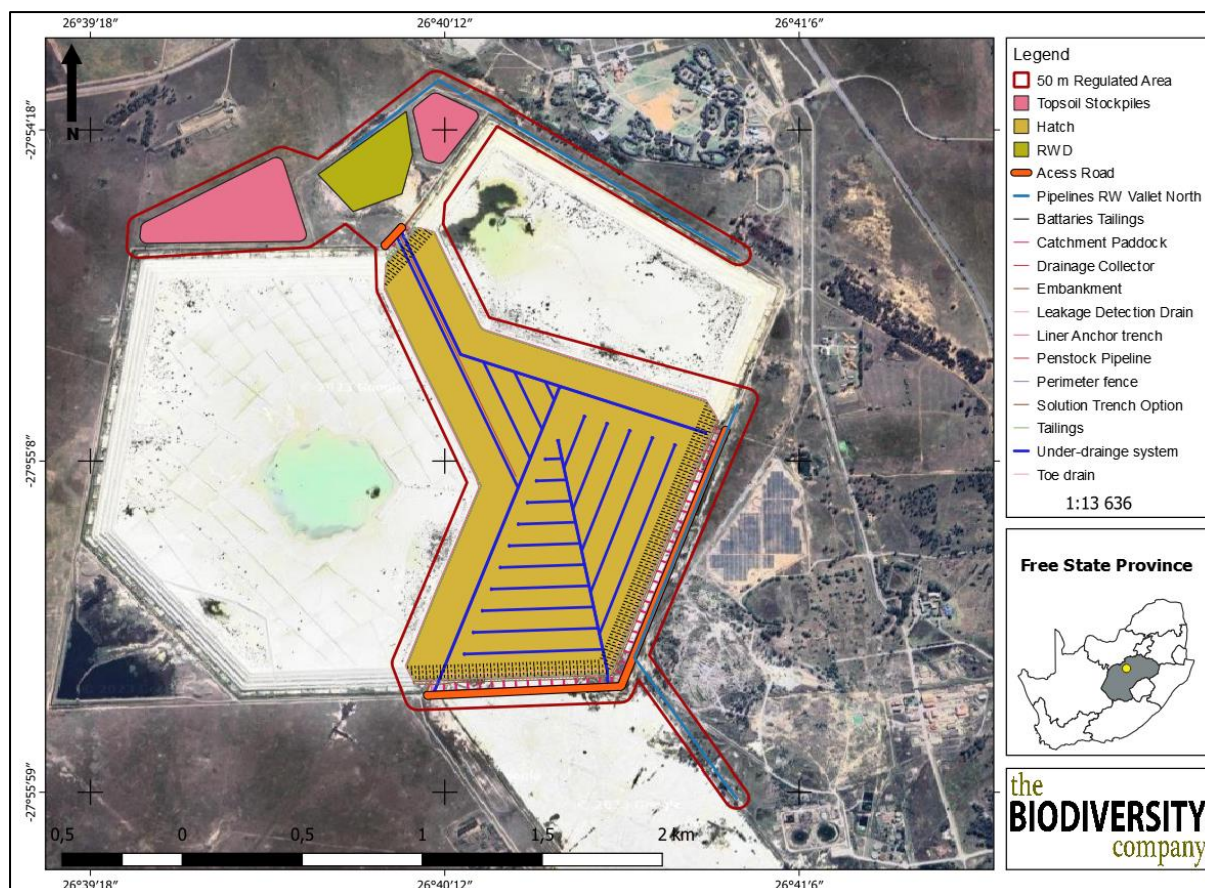 26°39'18"
26°40'12"
26°41'6"
N
-27°54'18"
-27°55'8"
-27°55'59"
0,5
0
0.5
1
1,5
2 km
26°39'18"
26°40'12"
26°41'6"
Legend
50 m Regulated Area
Topsoil Stockpiles
Hatch
RWD
Acess Road
Pipelines RW Vallet North
Battaries Tailings
Catchment Paddock
Drainage Collector
Embankment
Leakage Detection Drain
Liner Anchor trench
Penstock Pipeline
Perimeter fence
Solution Trench Option
Tailings
Under-drainge system
Toe drain
1:13 636
Free State Province
the
BIODIVERSITY
company